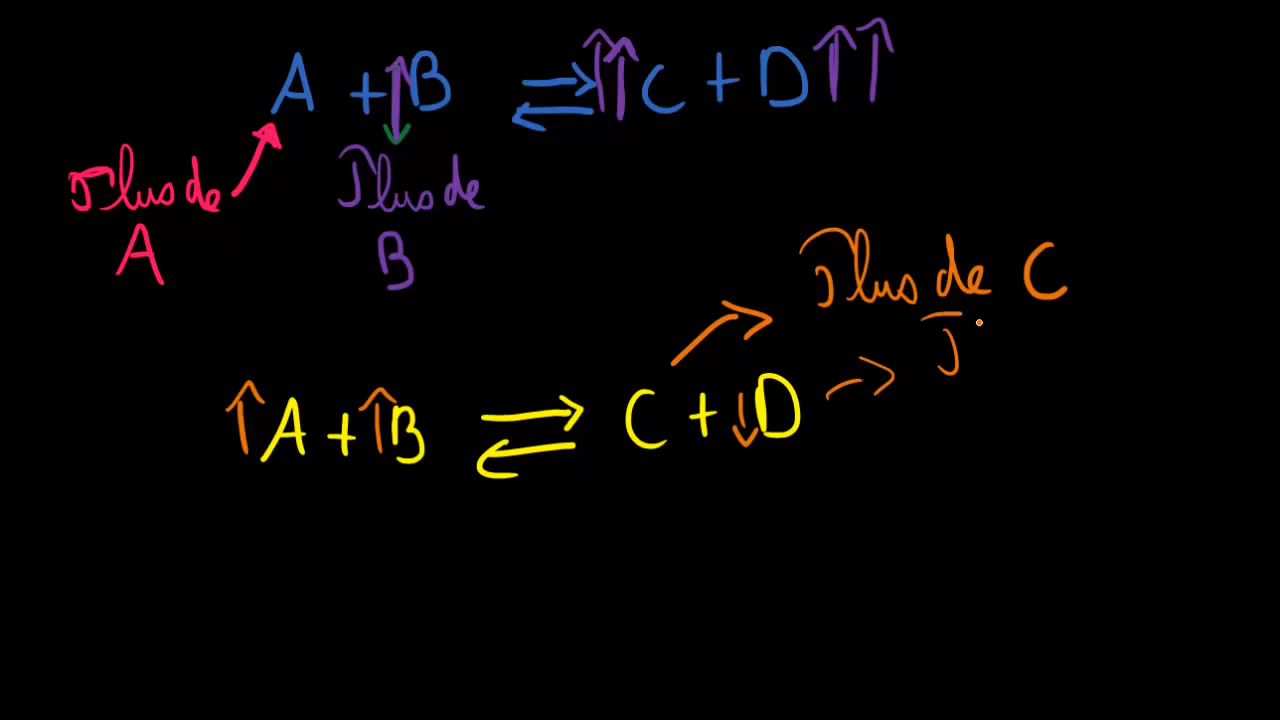 A + ↑↓B ⇌ ↑↑C + D↑↑
Plus de
A
Plus de
B
Plus de C
↑A + ↑B ⇌ C + ↓D